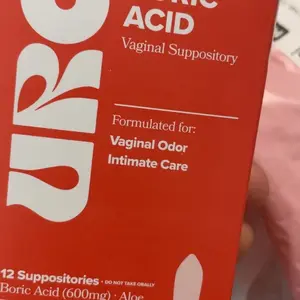 ACID
Vaginal Suppository
Formulated for:
Vaginal Odor
Intimate Care
12 Suppositories • DO NOT TAKE ORALLY
Boric Acid (600mg) · Aloe